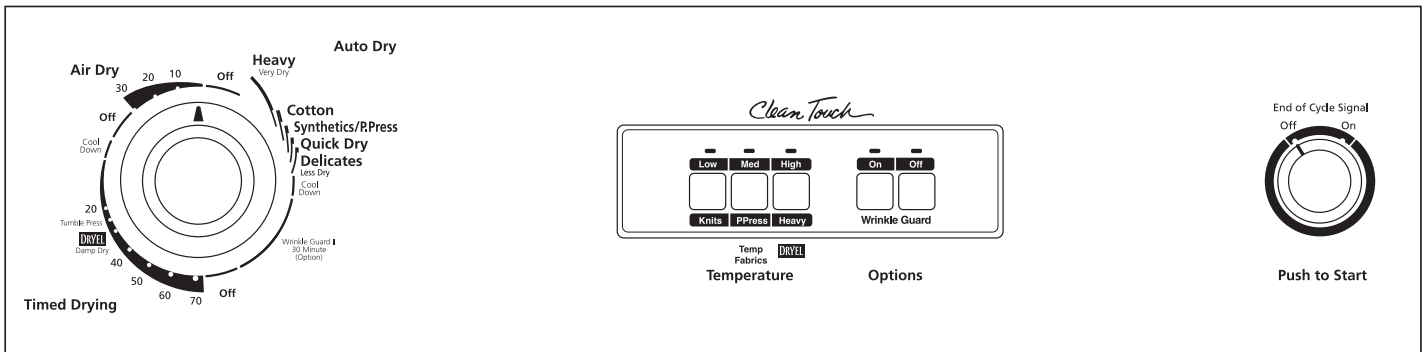 Auto Dry
Heavy
Very Dry
Cotton
Synthetics/P.Press
Quick Dry
Delicates
Less Dry
Cool
Down
Wrinkle Guard I
30 Minute
(Option)
Off
Air Dry
30
20
10
Off
Off
Cool
Down
20
Tumble Press
DRYEL
Damp Dry
40
50
60
70
Timed Drying
Clean Touch
Low
Med
High
Knits
PPress
Heavy
Temp
Fabrics
DRYEL
Temperature
On
Off
Wrinkle Guard
Options
End of Cycle Signal
Off
On
Push to Start